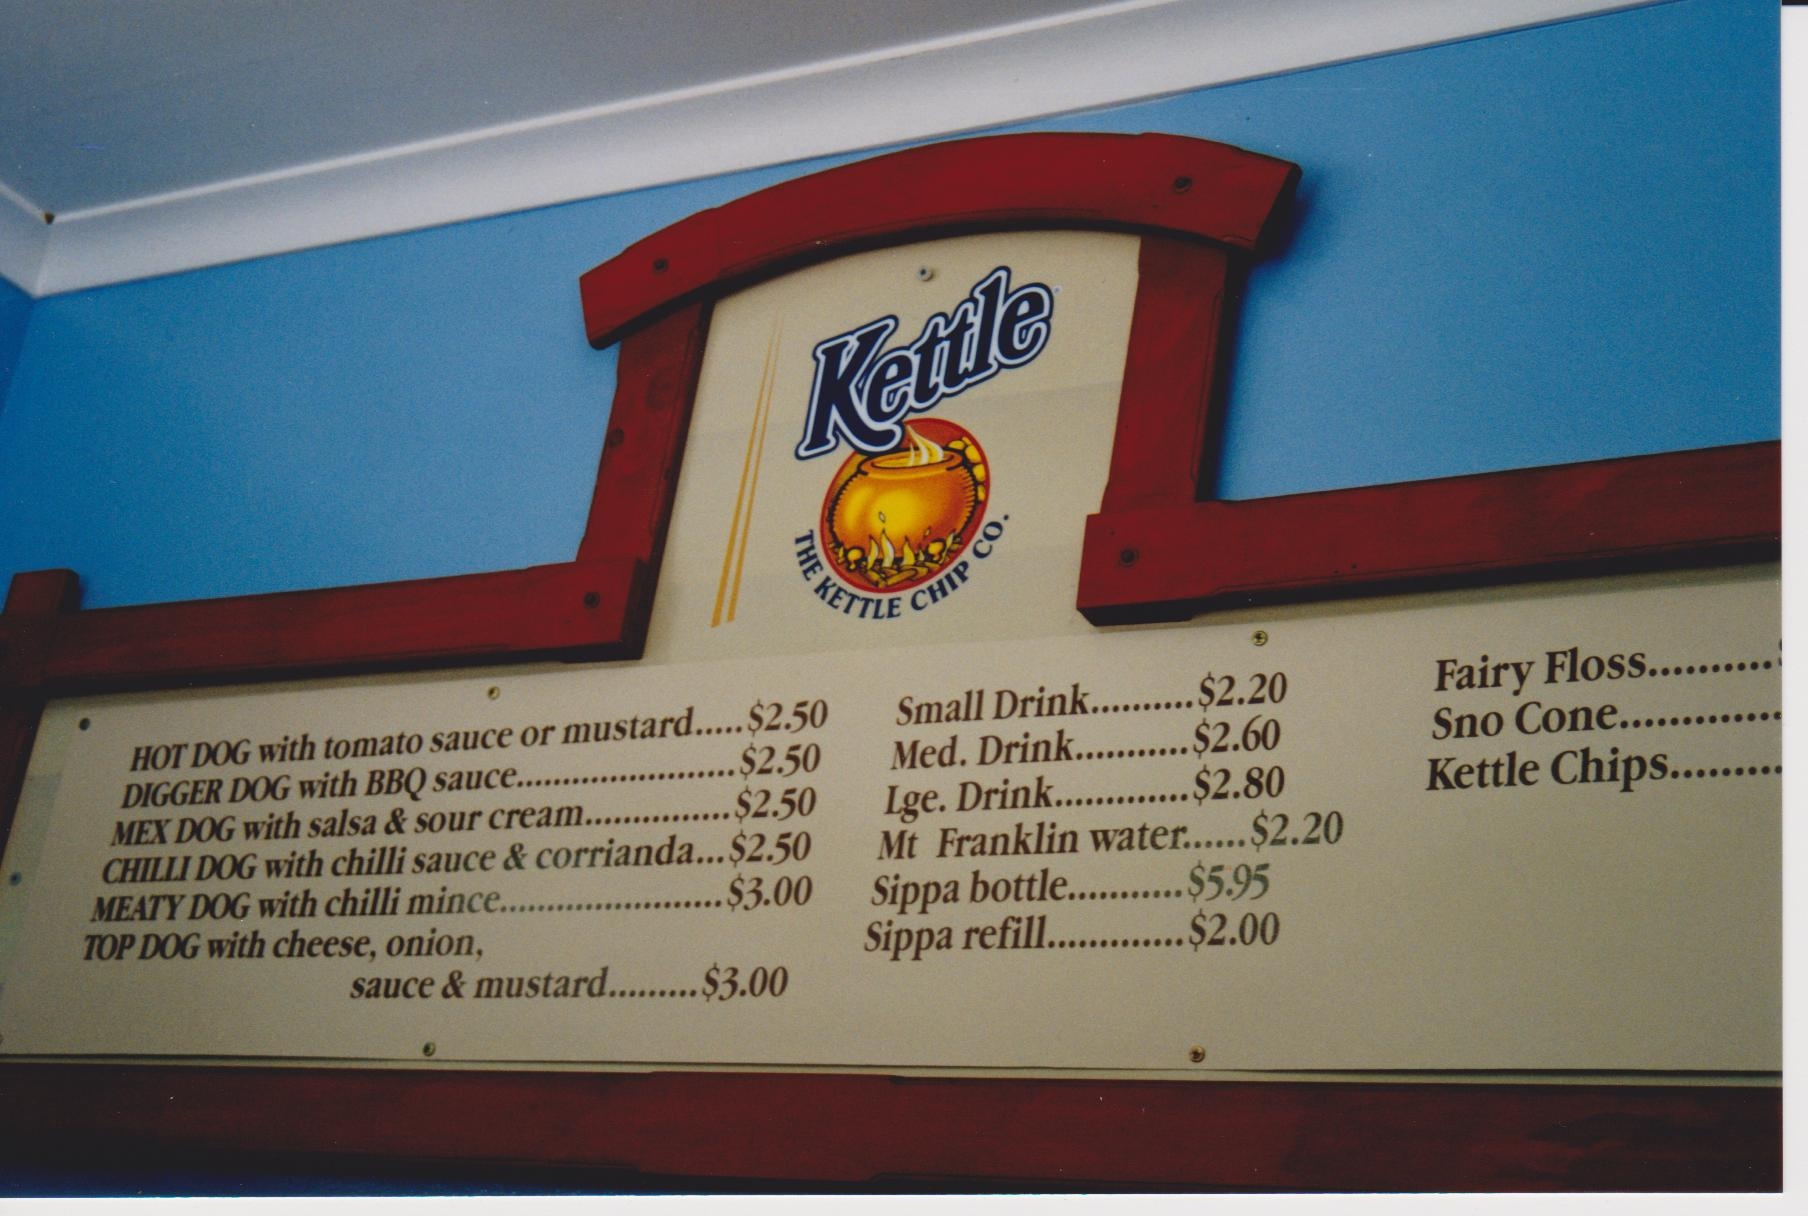 Kettle
THE KETTLE CHIP CO.
HOT DOG with tomato sauce or mustard.....$2.50
DIGGER DOG with BBQ sauce........................$2.50
MEX DOG with salsa & sour cream................$2.50
CHILLI DOG with chilli sauce & corrianda...$2.50
MEATY DOG with chilli mince........................$3.00
TOP DOG with cheese, onion,
sauce & mustard.........$3.00
Small Drink..........$2.20
Med. Drink...........$2.60
Lge. Drink.............$2.80
Mt Franklin water......$2.20
Sippa bottle...........$5.95
Sippa refill.............$2.00
Fairy Floss..........
Sno Cone.............
Kettle Chips.........